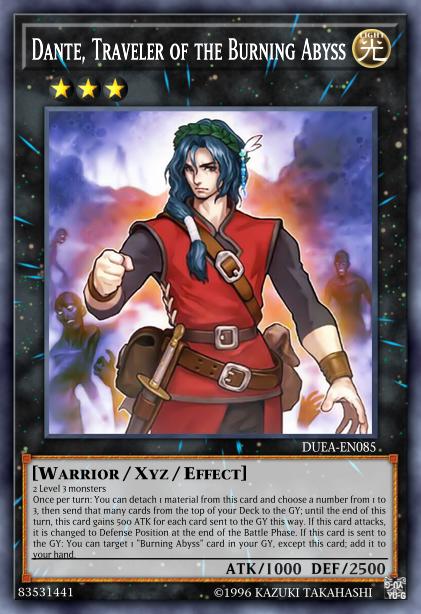 DANTE, TRAVELER OF THE BURNING ABYSS
LIGHT
光
DUEA-EN085
[WARRIOR / XYZ / EFFECT]
2 Level 3 monsters
Once per turn: You can detach 1 material from this card and choose a number from 1 to
3, then send that many cards from the top of your Deck to the GY; until the end of this
turn, this card gains 500 ATK for each card sent to the GY this way. If this card attacks,
it is changed to Defense Position at the end of the Battle Phase. If this card is sent to
the GY: You can target 1 "Burning Abyss" card in your GY, except this card; add it to
your hand.
ATK/1000 DEF/2500
83531441
©1996 KAZUKI TAKAHASHI